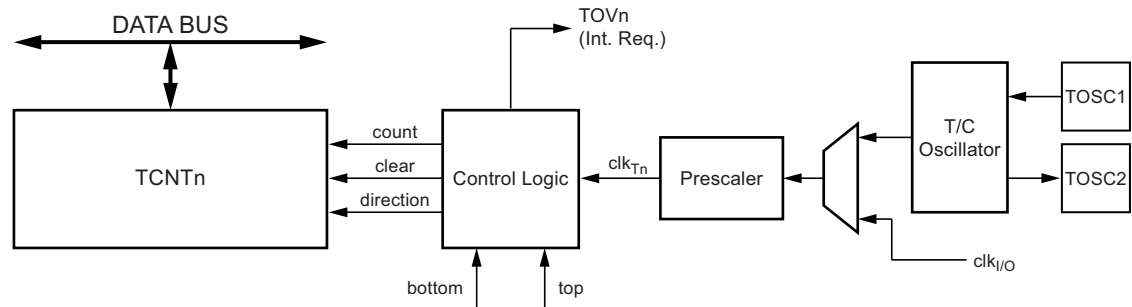 DATA BUS
TOVn
(Int. Req.)
TCNTn
count
clear
direction
Control Logic
clkTn
Prescaler
T/C
Oscillator
TOSC1
TOSC2
bottom
top
clkI/O